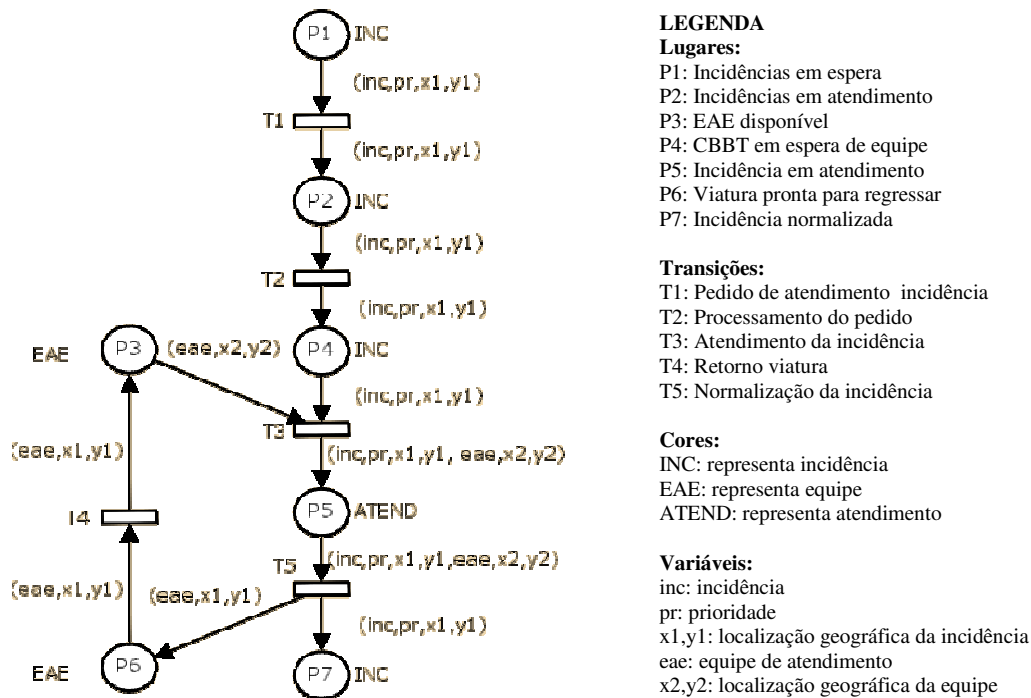 P1 INC
(inc,pr,x1,y1)
T1
(inc,pr,x1,y1)
P2 INC
(inc,pr,x1,y1)
T2
(inc,pr,x1,y1)
EAE P3 (eae,x2,y2) P4 INC
(inc,pr,x1,y1)
T3
(inc,pr,x1,y1, eae,x2,y2)
(eae,x1,y1)
T4
P5 ATEND
(inc,pr,x1,y1,eae,x2,y2)
T5
(eae,x1,y1) (eae,x1,y1)
(inc,pr,x1,y1)
EAE P6 P7 INC
LEGENDA
Lugares:
P1: Incidências em espera
P2: Incidências em atendimento
P3: EAE disponível
P4: CBBT em espera de equipe
P5: Incidência em atendimento
P6: Viatura pronta para regressar
P7: Incidência normalizada
Transições:
T1: Pedido de atendimento incidência
T2: Processamento do pedido
T3: Atendimento da incidência
T4: Retorno viatura
T5: Normalização da incidência
Cores:
INC: representa incidência
EAE: representa equipe
ATEND: representa atendimento
Variáveis:
inc: incidência
pr: prioridade
x1,y1: localização geográfica da incidência
eae: equipe de atendimento
x2,y2: localização geográfica da equipe